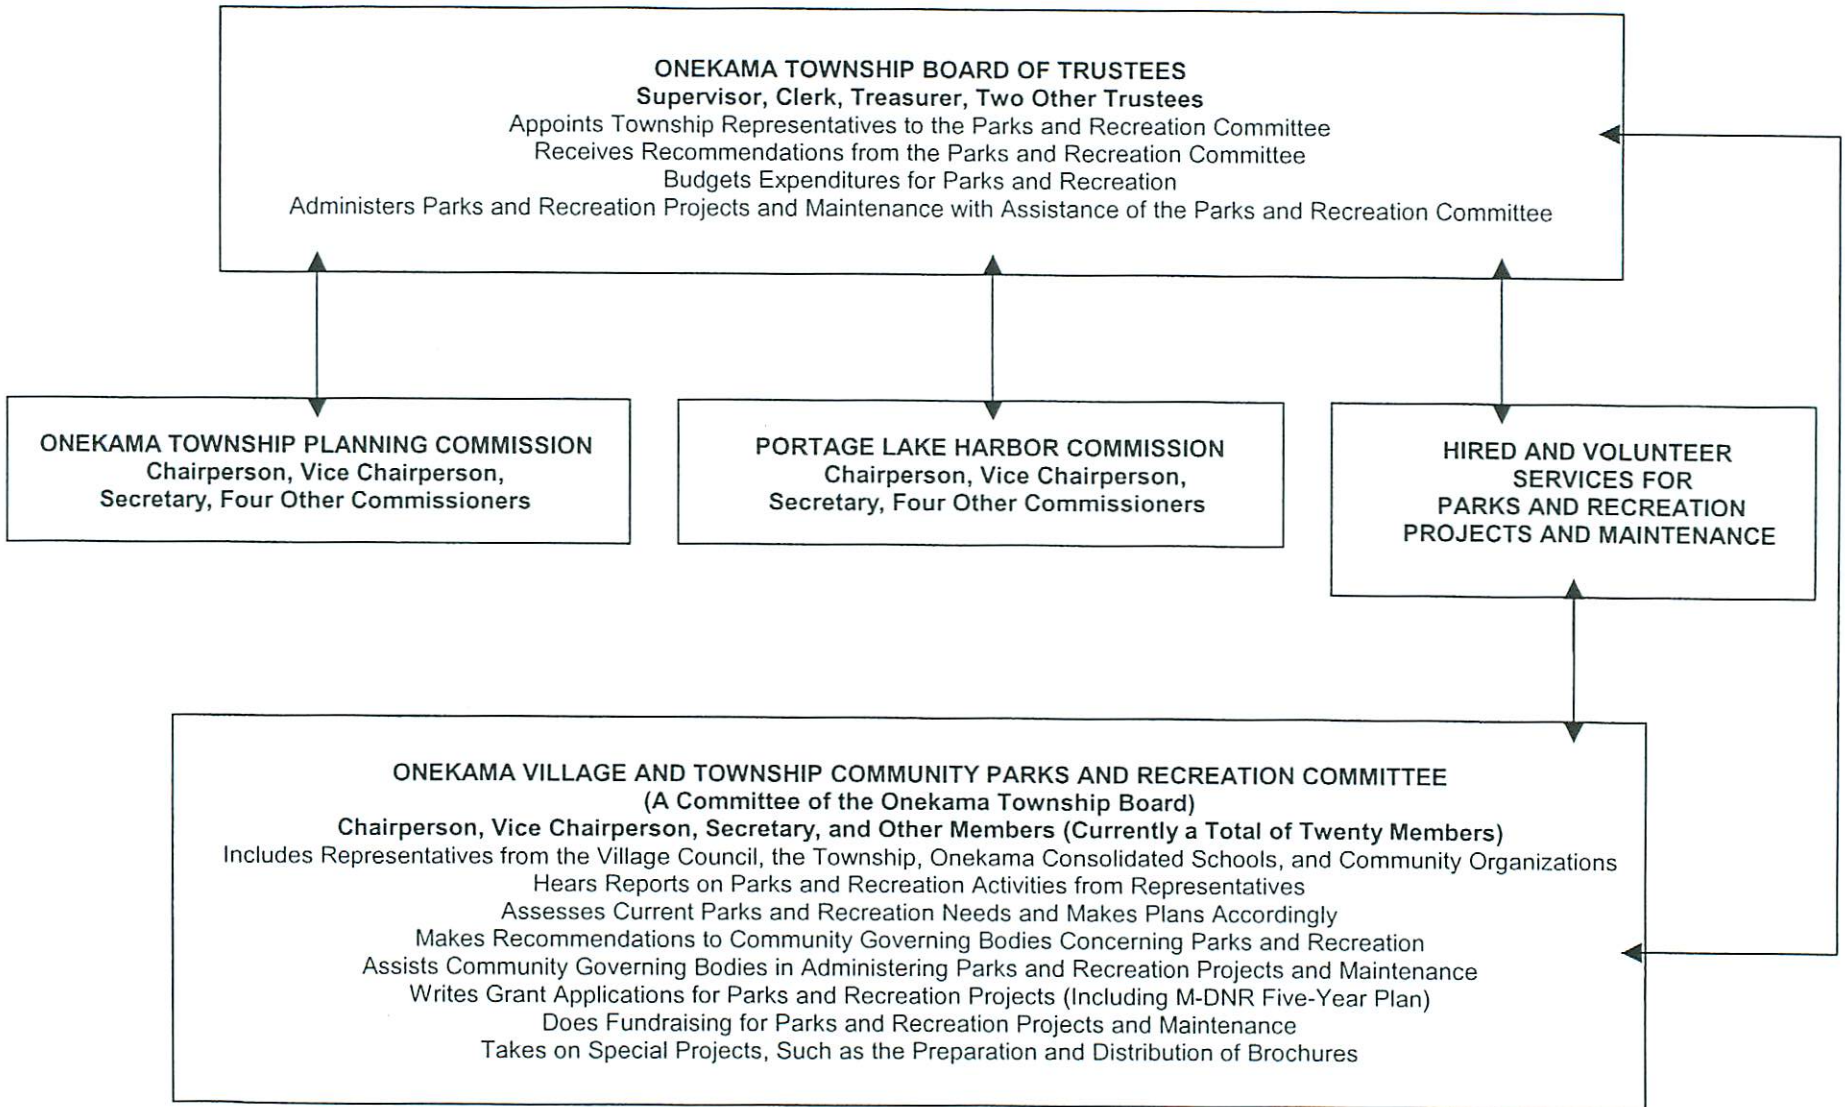 ONEKAMA TOWNSHIP BOARD OF TRUSTEES
Supervisor, Clerk, Treasurer, Two Other Trustees
Appoints Township Representatives to the Parks and Recreation Committee
Receives Recommendations from the Parks and Recreation Committee
Budgets Expenditures for Parks and Recreation
Administers Parks and Recreation Projects and Maintenance with Assistance of the Parks and Recreation Committee
ONEKAMA TOWNSHIP PLANNING COMMISSION
Chairperson, Vice Chairperson,
Secretary, Four Other Commissioners
PORTAGE LAKE HARBOR COMMISSION
Chairperson, Vice Chairperson,
Secretary, Four Other Commissioners
HIRED AND VOLUNTEER
SERVICES FOR
PARKS AND RECREATION
PROJECTS AND MAINTENANCE
ONEKAMA VILLAGE AND TOWNSHIP COMMUNITY PARKS AND RECREATION COMMITTEE
(A Committee of the Onekama Township Board)
Chairperson, Vice Chairperson, Secretary, and Other Members (Currently a Total of Twenty Members)
Includes Representatives from the Village Council, the Township, Onekama Consolidated Schools, and Community Organizations
Hears Reports on Parks and Recreation Activities from Representatives
Assesses Current Parks and Recreation Needs and Makes Plans Accordingly
Makes Recommendations to Community Governing Bodies Concerning Parks and Recreation
Assists Community Governing Bodies in Administering Parks and Recreation Projects and Maintenance
Writes Grant Applications for Parks and Recreation Projects (Including M-DNR Five-Year Plan)
Does Fundraising for Parks and Recreation Projects and Maintenance
Takes on Special Projects, Such as the Preparation and Distribution of Brochures